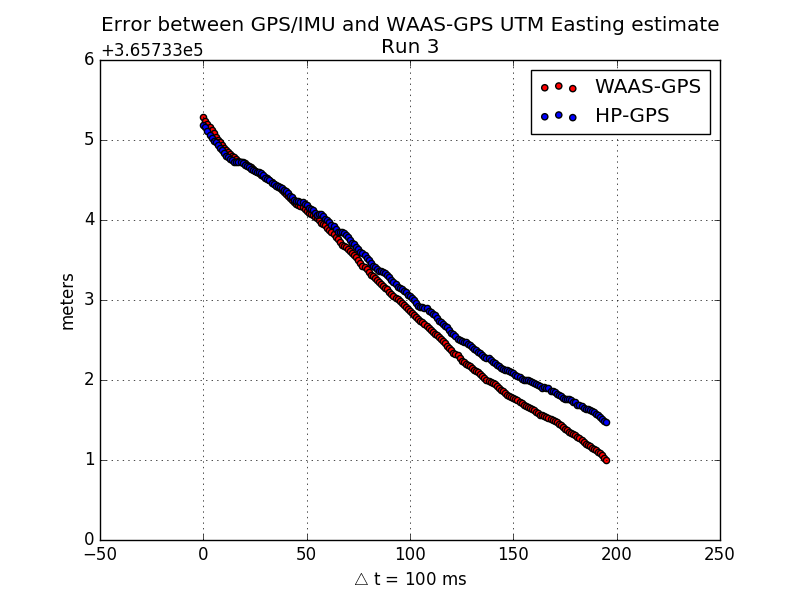 Error between GPS/IMU and WAAS-GPS UTM Easting estimate
Run 3
+3.65733e5
WAAS-GPS
HP-GPS
6
5
4
3
2
1
0
meters
−50
0
50
100
150
200
250
△ t = 100 ms